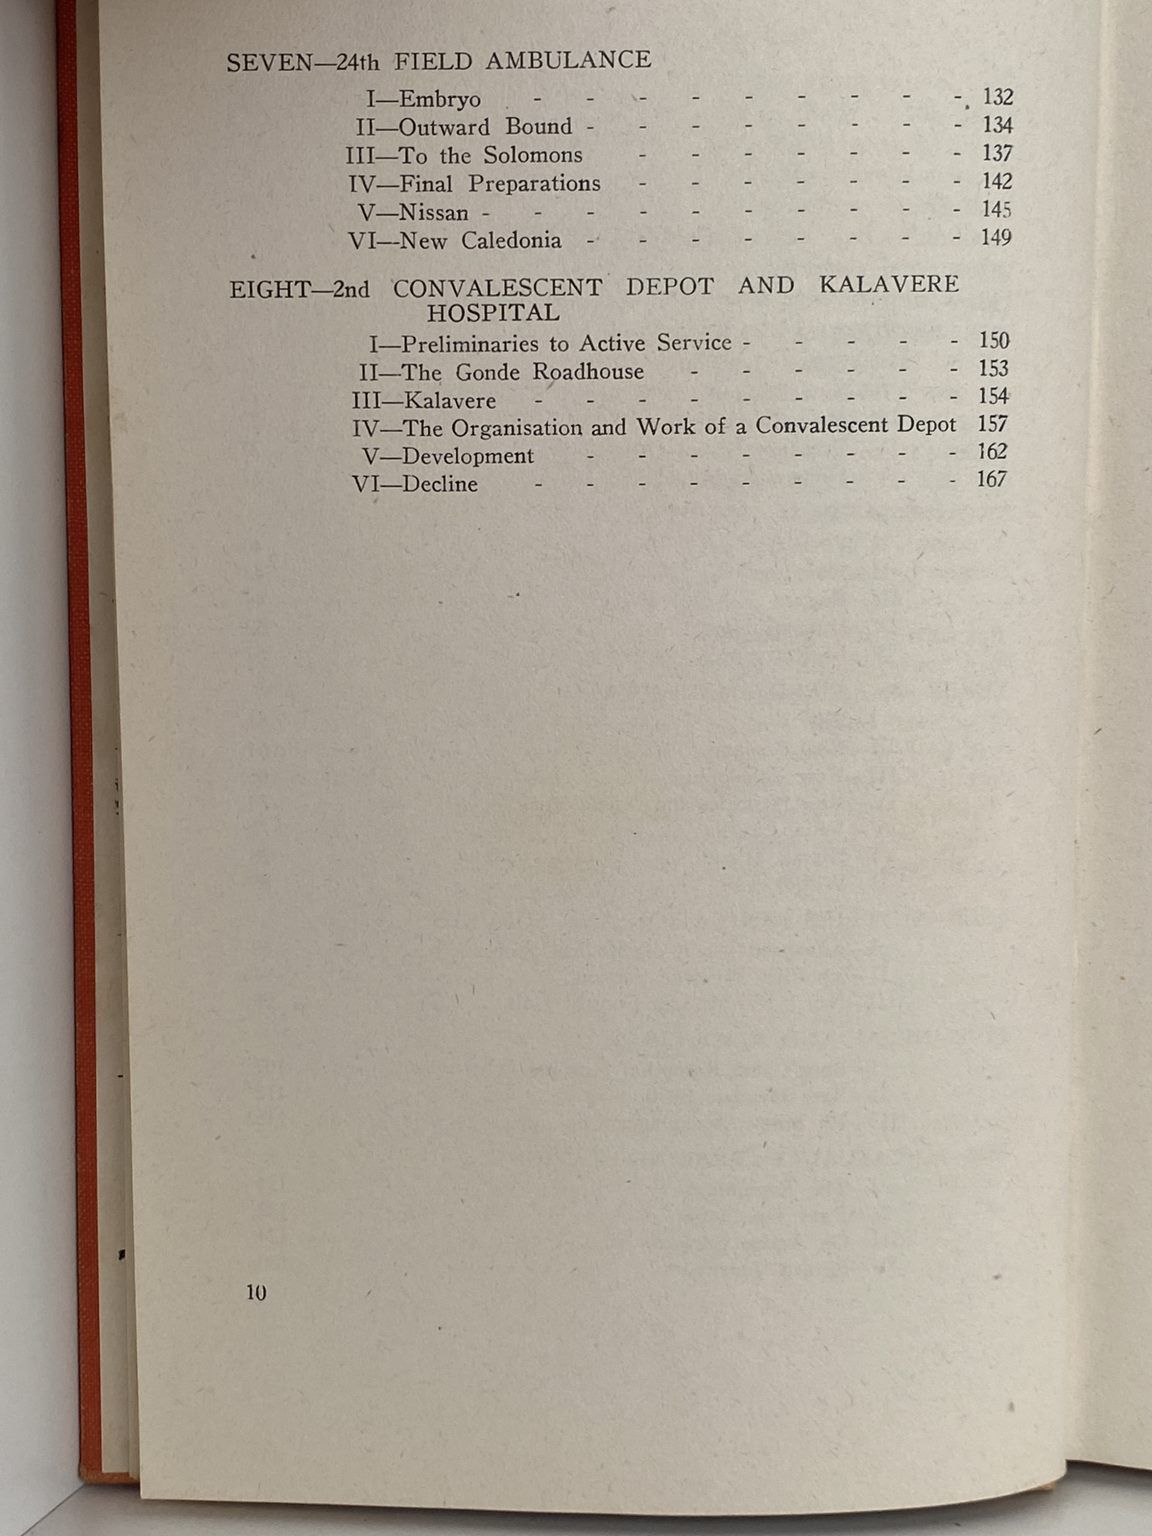 SEVEN—24th FIELD AMBULANCE
I—Embryo - - - - - - - - - 132
II—Outward Bound - - - - - - - - 134
III—To the Solomons - - - - - - - 137
IV—Final Preparations - - - - - - - 142
V—Nissan - - - - - - - - - - 145
VI—New Caledonia - - - - - - - - 149
EIGHT—2nd CONVALESCENT DEPOT AND KALAVERE
HOSPITAL
I—Preliminaries to Active Service - - - - - 150
II—The Gonde Roadhouse - - - - - - 153
III—Kalavere - - - - - - - - - 154
IV—The Organisation and Work of a Convalescent Depot 157
V—Development - - - - - - - - 162
VI—Decline - - - - - - - - - 167
10